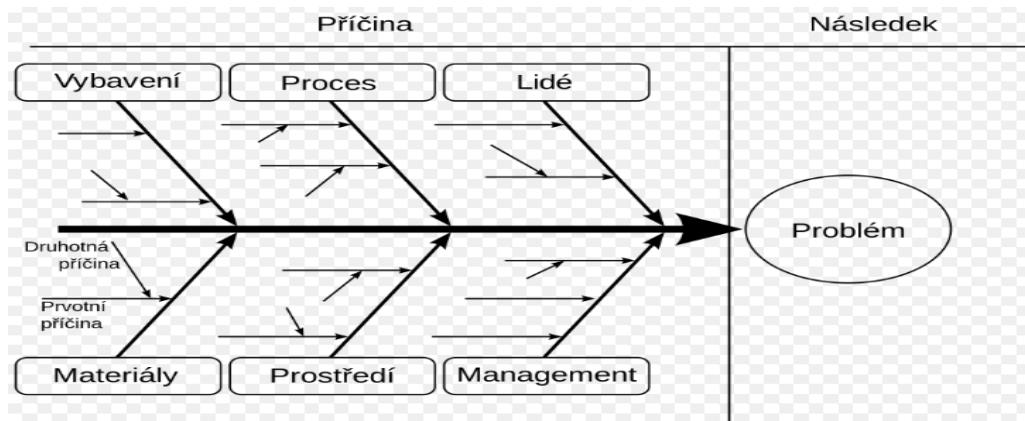 Příčina
Následek
Vybavení
Proces
Lidé
Problém
Druhotná
příčina
Prvotní
příčina
Materiály
Prostředí
Management